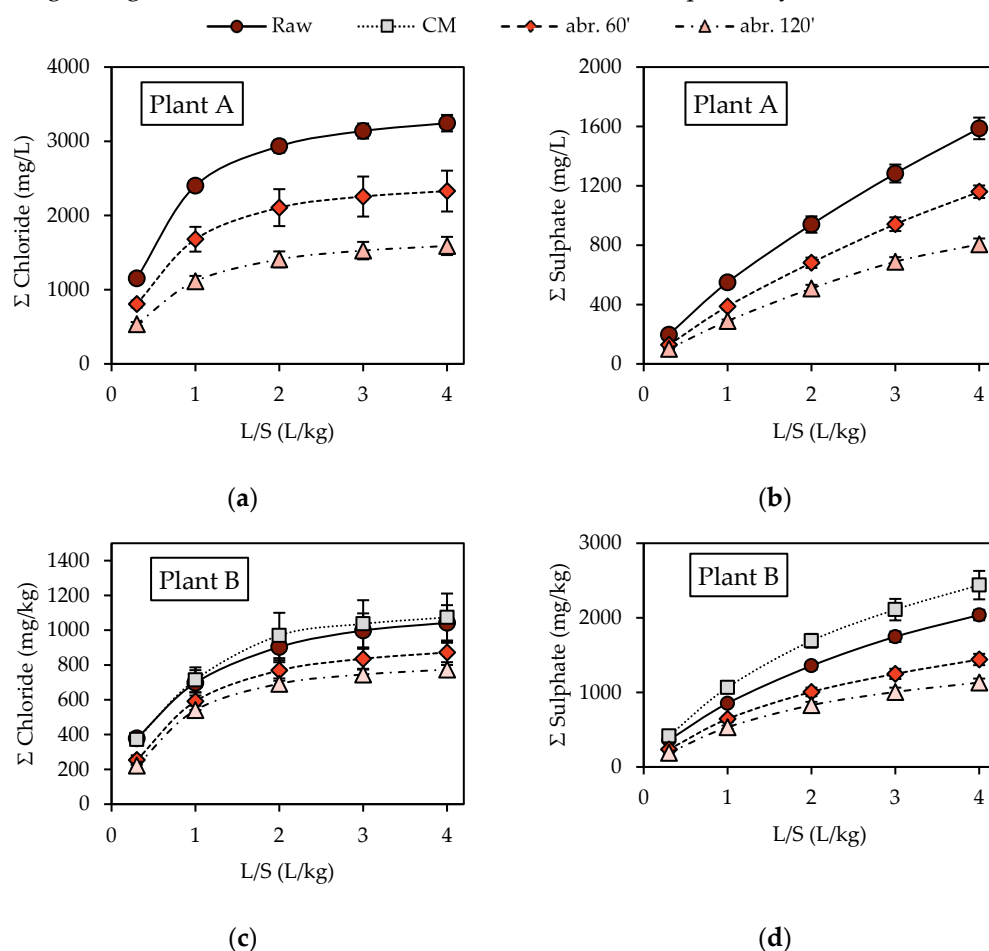 Raw CM abr. 60' abr. 120'
4000
3000
2000
1000
0
Σ Chloride (mg/L)
Plant A
0 1 2 3 4
L/S (L/kg)
(a)
2000
1600
1200
800
400
0
Σ Sulphate (mg/L)
Plant A
0 1 2 3 4
L/S (L/kg)
(b)
1400
1200
1000
800
600
400
200
0
Σ Chloride (mg/kg)
Plant B
0 1 2 3 4
L/S (L/kg)
(c)
3000
2000
1000
0
Σ Sulphate (mg/kg)
Plant B
0 1 2 3 4
L/S (L/kg)
(d)